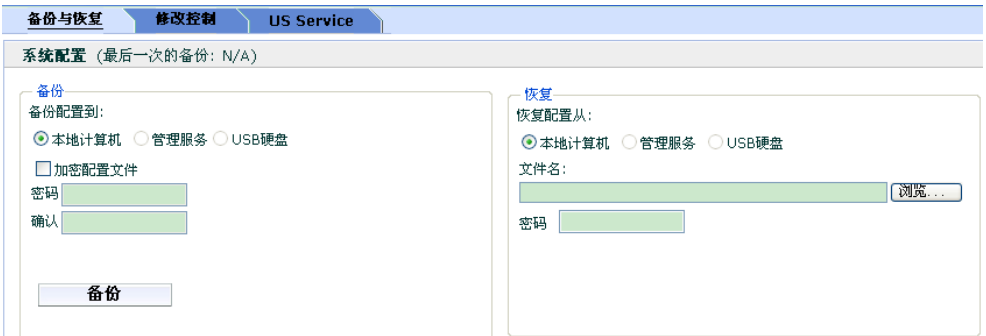 备份与恢复 修改控制 US Service
系统配置 (最后一次的备份: N/A)
备份
备份配置到:
本地计算机 管理服务 USB硬盘
加密配置文件
密码
确认
备份
恢复
恢复配置从:
本地计算机 管理服务 USB硬盘
文件名:
浏览...
密码